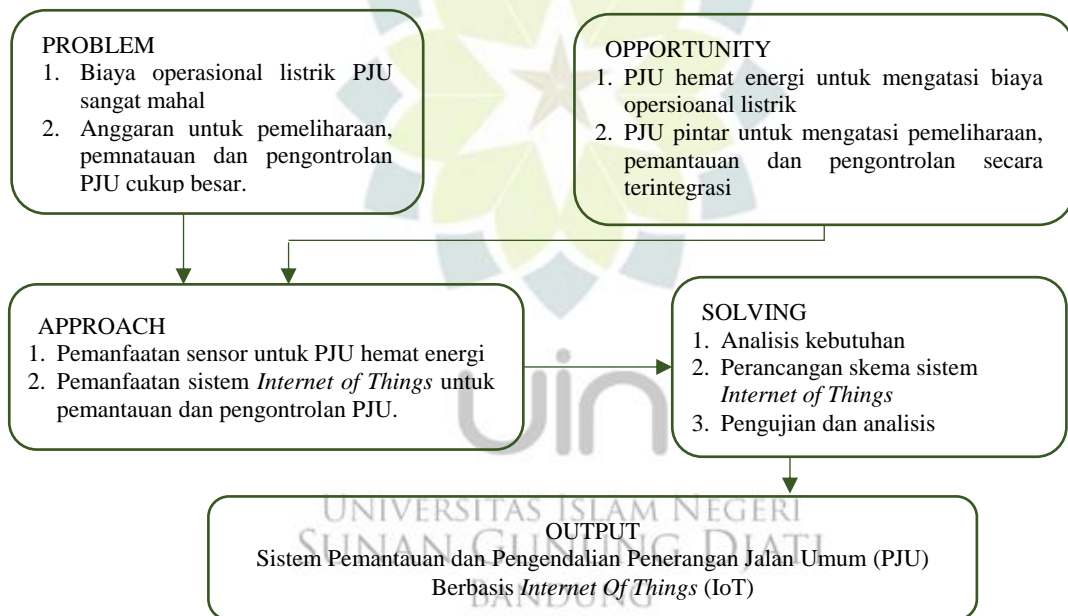 PROBLEM
1. Biaya operasional listrik PJU
sangat mahal
2. Anggaran untuk pemeliharaan,
pemnatauan dan pengontrolan
PJU cukup besar.
OPPORTUNITY
1. PJU hemat energi untuk mengatasi biaya
opersioanal listrik
2. PJU pintar untuk mengatasi pemeliharaan,
pemantauan dan pengontrolan secara
terintegrasi
APPROACH
1. Pemanfaatan sensor untuk PJU hemat energi
2. Pemanfaatan sistem Internet of Things untuk
pemantauan dan pengontrolan PJU.
SOLVING
1. Analisis kebutuhan
2. Perancangan skema sistem
Internet of Things
3. Pengujian dan analisis
uin
UNIVERSITAS ISLAM NEGERI
SUNAN GUNUNG DJATI
BANDUNG
OUTPUT
Sistem Pemantauan dan Pengendalian Penerangan Jalan Umum (PJU)
Berbasis Internet Of Things (IoT)